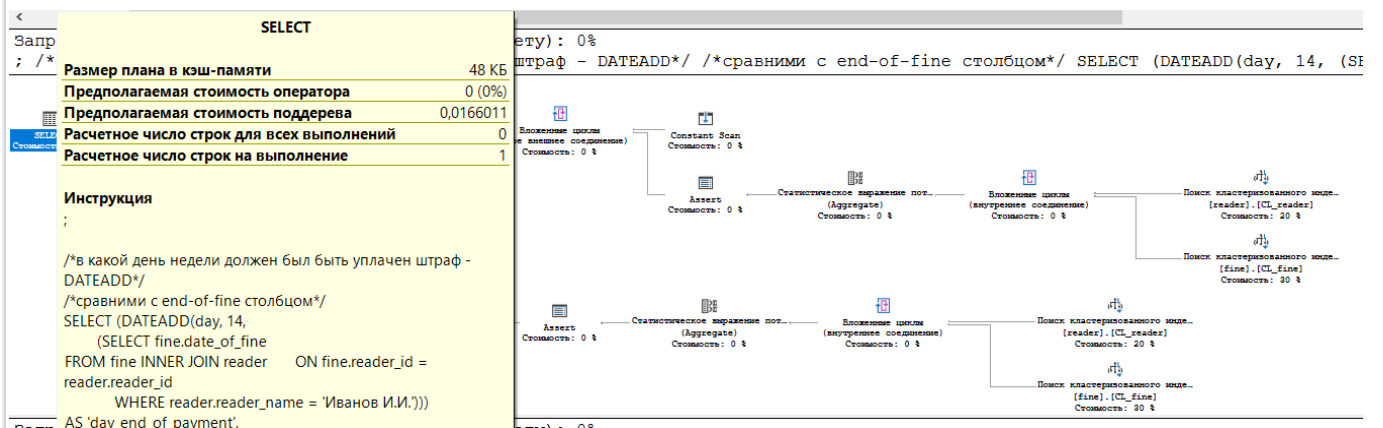 SELECT
Запр
ету): 0%
; /*
штраф - DATEADD*/ /*сравними с end-of-fine столбцом*/ SELECT (DATEADD(day, 14, (SE
Размер плана в кэш-памяти 48 КБ
Предполагаемая стоимость оператора 0 (0%)
Предполагаемая стоимость поддерева 0,0166011
Расчетное число строк для всех выполнений 0
Расчетное число строк на выполнение 1
Инструкция
;
/*в какой день недели должен был быть уплачен штраф -
DATEADD*/
/*сравними с end-of-fine столбцом*/
SELECT (DATEADD(day, 14,
(SELECT fine.date_of_fine
FROM fine INNER JOIN reader ON fine.reader_id =
reader.reader_id
WHERE reader.reader_name = 'Иванов И.И.')))
AS 'day end of payment',
SELE
Стоимост
Вложенные циклы
ое внешнее соединение)
Стоимость: 0 %
Constant Scan
Стоимость: 0 %
Assert
Стоимость: 0 %
Статистическое выражение пот…
(Aggregate)
Стоимость: 0 %
Вложенные циклы
(внутреннее соединение)
Стоимость: 0 %
Поиск кластеризованного инде…
[reader].[CL_reader]
Стоимость: 20 %
Поиск кластеризованного инде…
[fine].[CL_fine]
Стоимость: 30 %
Assert
Стоимость: 0 %
Статистическое выражение пот…
(Aggregate)
Стоимость: 0 %
Вложенные циклы
(внутреннее соединение)
Стоимость: 0 %
Поиск кластеризованного инде…
[reader].[CL_reader]
Стоимость: 20 %
Поиск кластеризованного инде…
[fine].[CL_fine]
Стоимость: 30 %